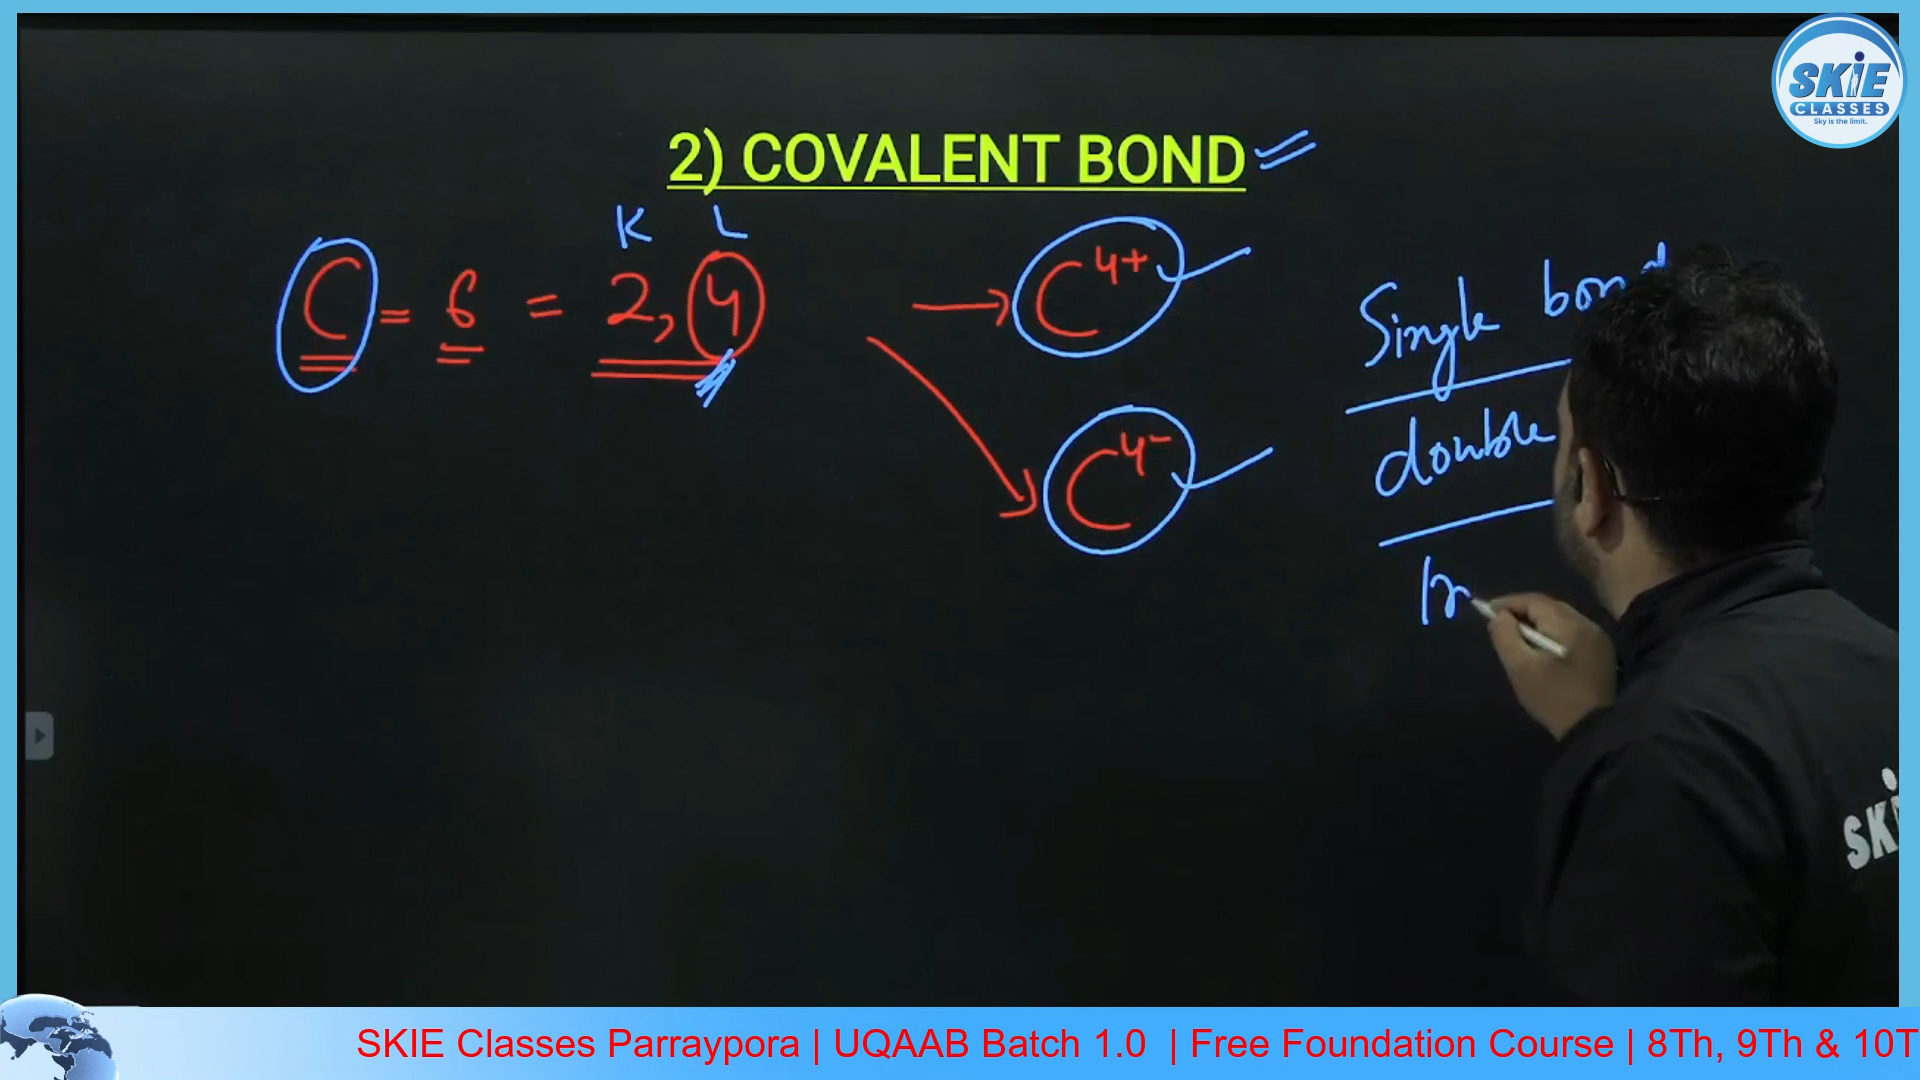 SKIE
CLASSES
Sky is the limit.
2) COVALENT BOND
K L
C = 6 = 2, 4
C4+
C4-
Single bond
double
SKIE Classes Parraypora | UQAAB Batch 1.0 | Free Foundation Course | 8Th, 9Th & 10T